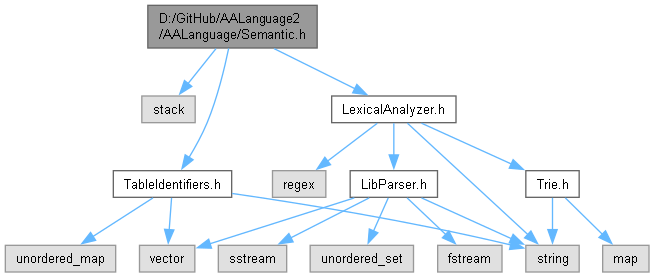 D:/GitHub/AALanguage2
/AALanguage/Semantic.h
stack
LexicalAnalyzer.h
TableIdentifiers.h
regex
LibParser.h
Trie.h
unordered_map
vector
sstream
unordered_set
fstream
string
map